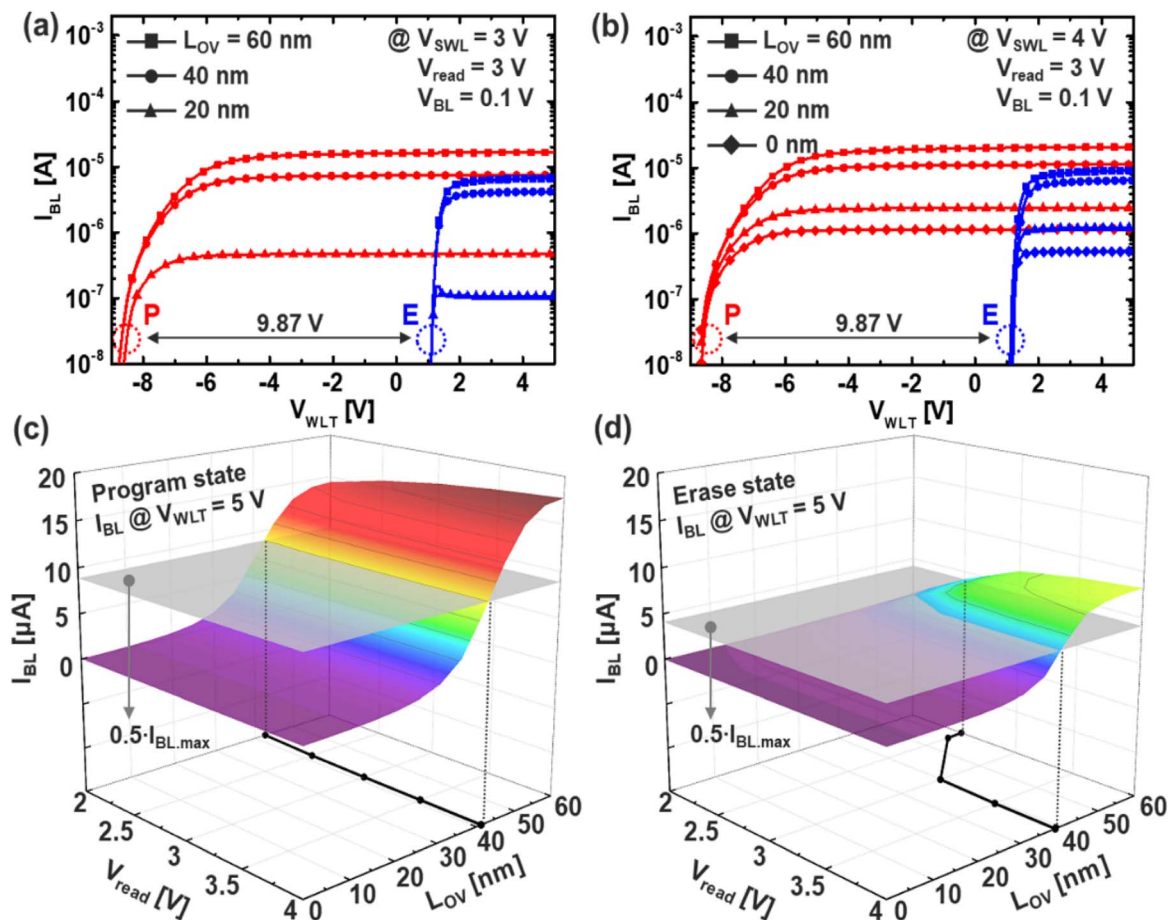 (a)
L_OV = 60 nm
40 nm
20 nm
@ V_SWL = 3 V
V_read = 3 V
V_BL = 0.1 V
10⁻³
10⁻⁴
10⁻⁵
10⁻⁶
10⁻⁷
10⁻⁸
I_BL [A]
P
9.87 V
E
-8 -6 -4 -2 0 2 4
V_WLT [V]
(b)
L_OV = 60 nm
40 nm
20 nm
0 nm
@ V_SWL = 4 V
V_read = 3 V
V_BL = 0.1 V
10⁻³
10⁻⁴
10⁻⁵
10⁻⁶
10⁻⁷
10⁻⁸
I_BL [A]
P
9.87 V
E
-8 -6 -4 -2 0 2 4
V_WLT [V]
(c)
Program state
I_BL @ V_WLT = 5 V
20
15
10
5
0
I_BL [µA]
0.5·I_BL.max
2 2.5 3 3.5 4
V_read [V]
0 10 20 30 40 50 60
L_OV [nm]
(d)
Erase state
I_BL @ V_WLT = 5 V
20
15
10
5
0
I_BL [µA]
0.5·I_BL.max
2 2.5 3 3.5 4
V_read [V]
0 10 20 30 40 50 60
L_OV [nm]